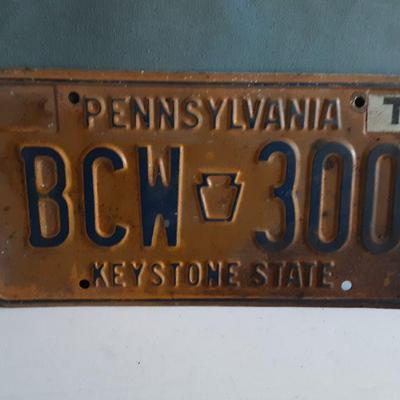 PENNSYLVANIA T
BCW 300
KEYSTONE STATE